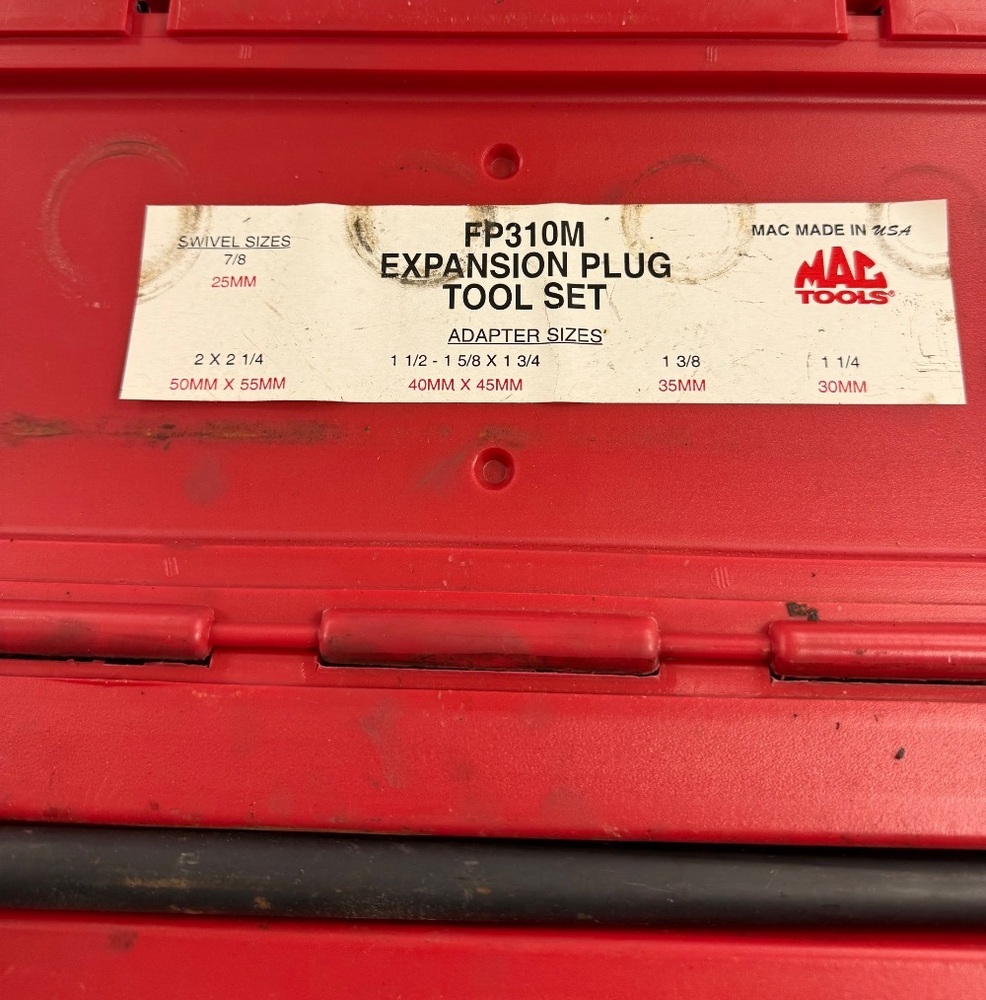 SWIVEL SIZES
7/8
25MM
FP310M
EXPANSION PLUG
TOOL SET
MAC MADE IN USA
MAC
TOOLS®
ADAPTER SIZES
2 X 2 1/4
1 1/2 - 1 5/8 X 1 3/4
1 3/8
1 1/4
50MM X 55MM
40MM X 45MM
35MM
30MM